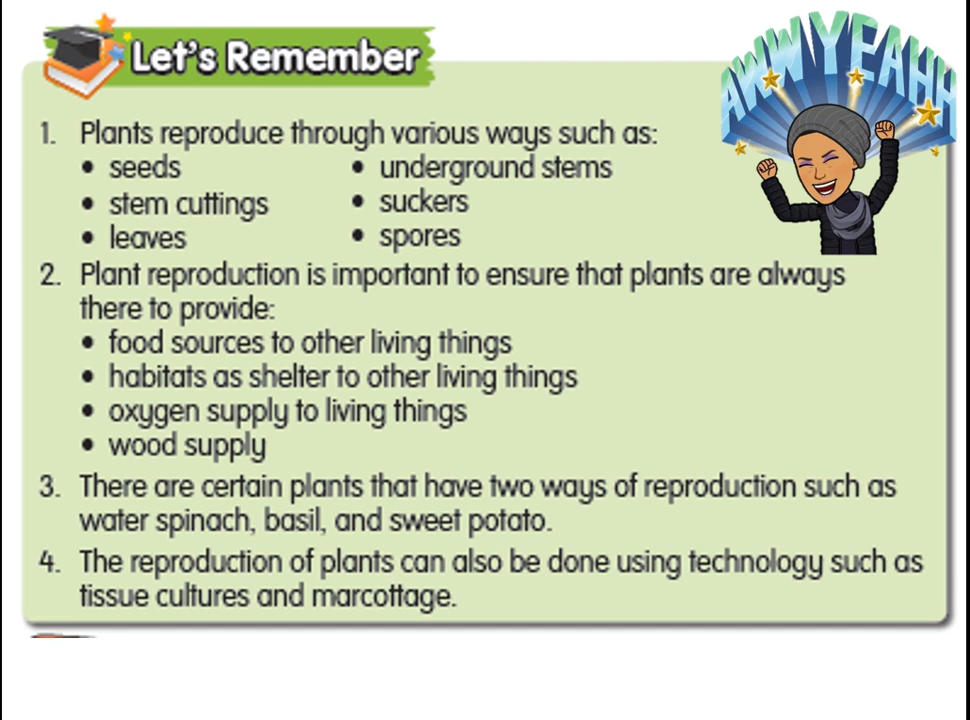 Let's Remember
AWWYEAHH
1. Plants reproduce through various ways such as:
• seeds • underground stems
• stem cuttings • suckers
• leaves • spores
2. Plant reproduction is important to ensure that plants are always
there to provide:
• food sources to other living things
• habitats as shelter to other living things
• oxygen supply to living things
• wood supply
3. There are certain plants that have two ways of reproduction such as
water spinach, basil, and sweet potato.
4. The reproduction of plants can also be done using technology such as
tissue cultures and marcottage.